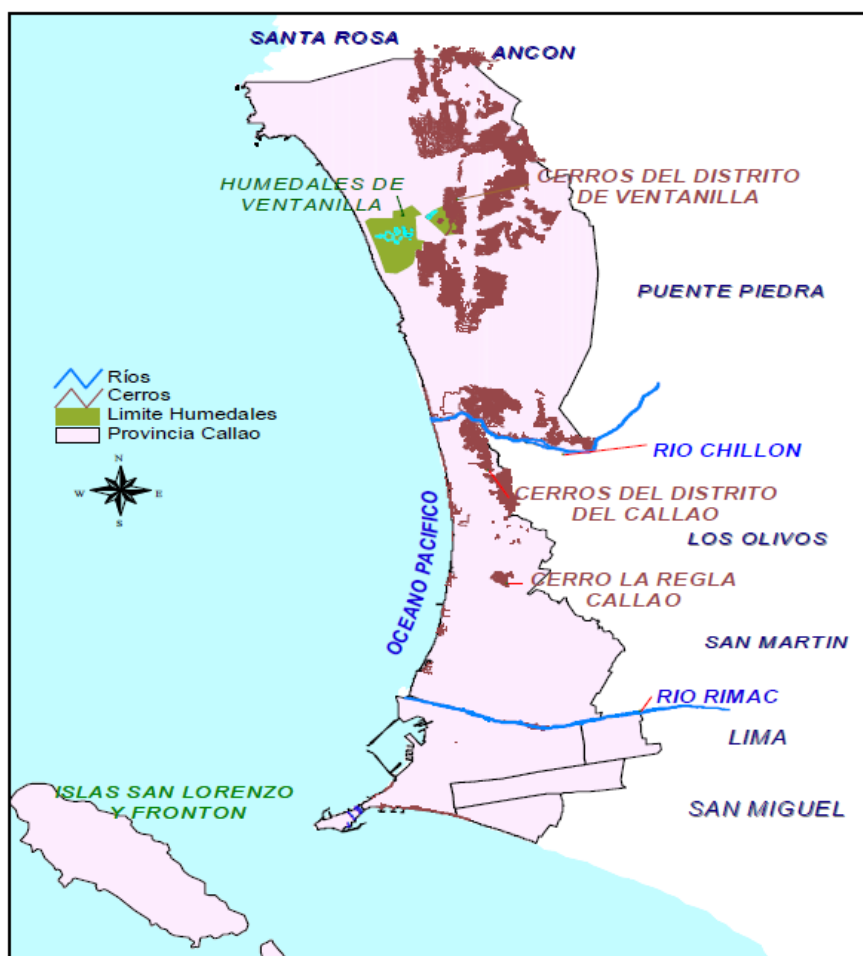 SANTA ROSA
ANCON
HUMEDALES DE
VENTANILLA
CERROS DEL DISTRITO
DE VENTANILLA
PUENTE PIEDRA
Ríos
Cerros
Limite Humedales
Provincia Callao
N
W
E
S
RIO CHILLON
CERROS DEL DISTRITO
DEL CALLAO
LOS OLIVOS
OCEANO PACIFICO
CERRO LA REGLA
CALLAO
SAN MARTIN
RIO RIMAC
LIMA
ISLAS SAN LORENZO
Y FRONTON
SAN MIGUEL